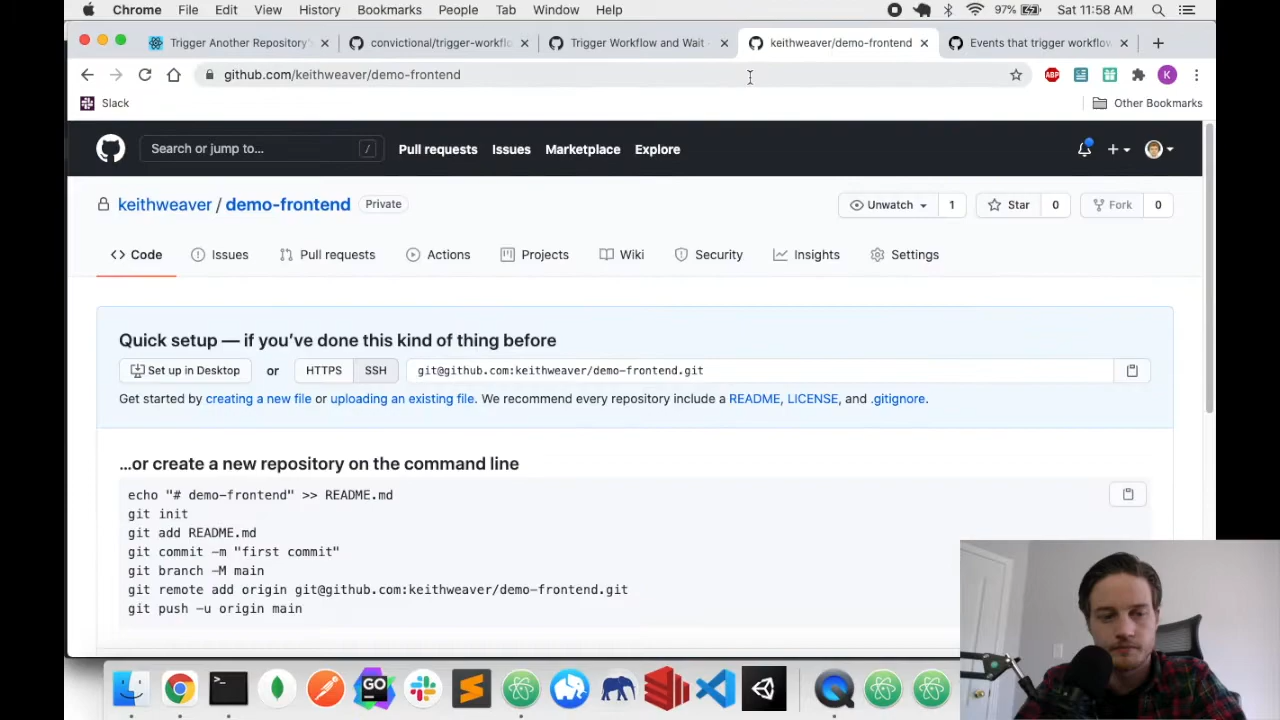 Chrome File Edit View History Bookmarks People Tab Window Help 97% Sat 11:58 AM
Trigger Another Repository's × convictional/trigger-workflo × Trigger Workflow and Wait - × keithweaver/demo-frontend × Events that trigger workflow × +
github.com/keithweaver/demo-frontend ABP K
Slack Other Bookmarks
Search or jump to... / Pull requests Issues Marketplace Explore
keithweaver / demo-frontend Private Unwatch 1 Star 0 Fork 0
Code Issues Pull requests Actions Projects Wiki Security Insights Settings
Quick setup — if you've done this kind of thing before
Set up in Desktop or HTTPS SSH git@github.com:keithweaver/demo-frontend.git
Get started by creating a new file or uploading an existing file. We recommend every repository include a README, LICENSE, and .gitignore.
…or create a new repository on the command line
echo "# demo-frontend" >> README.md
git init
git add README.md
git commit -m "first commit"
git branch -M main
git remote add origin git@github.com:keithweaver/demo-frontend.git
git push -u origin main
GO